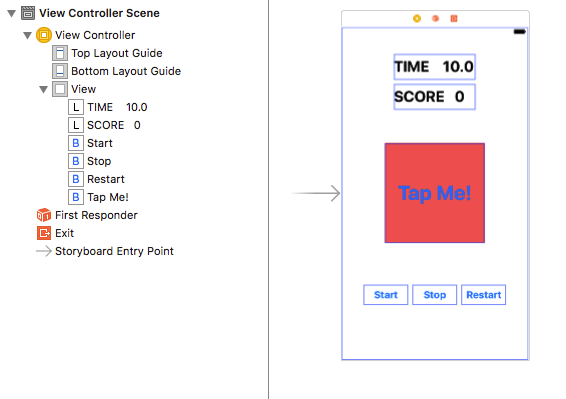 View Controller Scene
View Controller
Top Layout Guide
Bottom Layout Guide
View
L TIME 10.0
L SCORE 0
B Start
B Stop
B Restart
B Tap Me!
First Responder
Exit
Storyboard Entry Point
TIME 10.0
SCORE 0
Tap Me!
Start Stop Restart